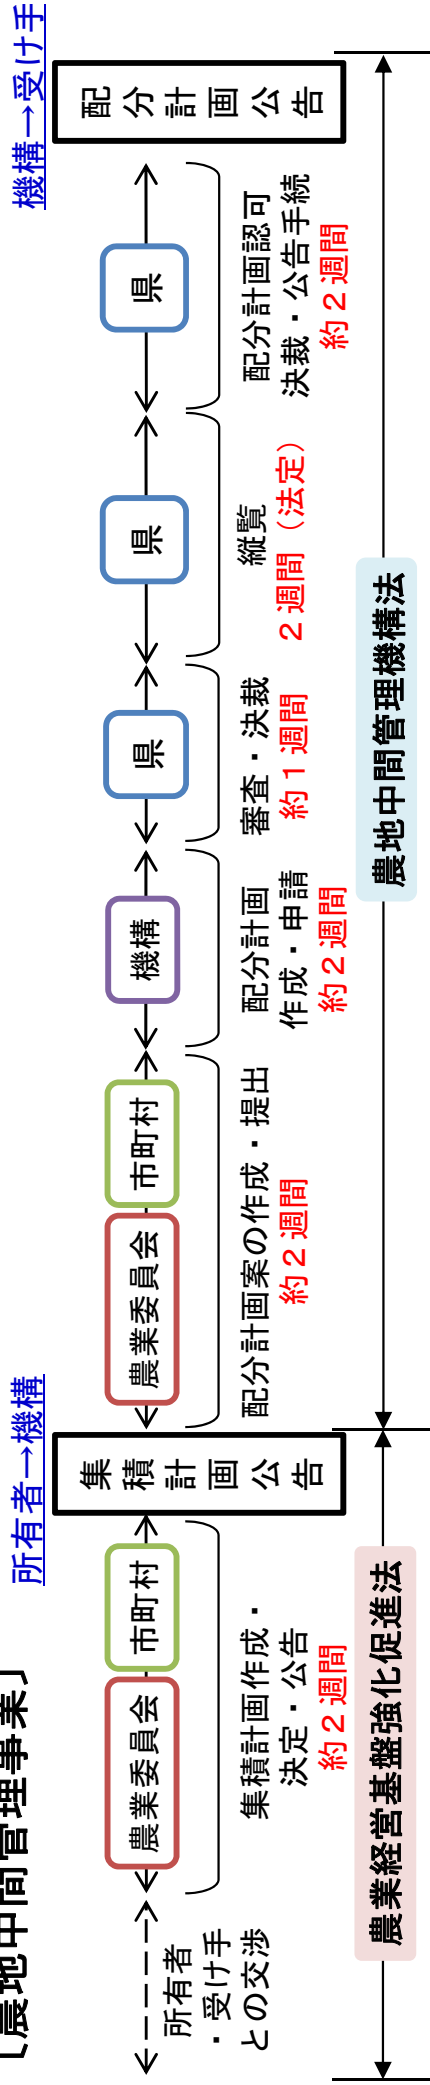 〔農地中間管理事業〕
所有者→機構
機構→受け手
所有者
・受け手
との交渉
農業委員会
市町村
集積計画作成・
決定・公告
約２週間
集積計画公告
農業委員会
市町村
配分計画案の作成・提出
約２週間
機構
配分計画
作成・申請
約２週間
県
審査・決裁
約１週間
県
縦覧
２週間（法定）
県
配分計画認可
決裁・公告手続
約２週間
配分計画公告
農業経営基盤強化促進法
農地中間管理機構法